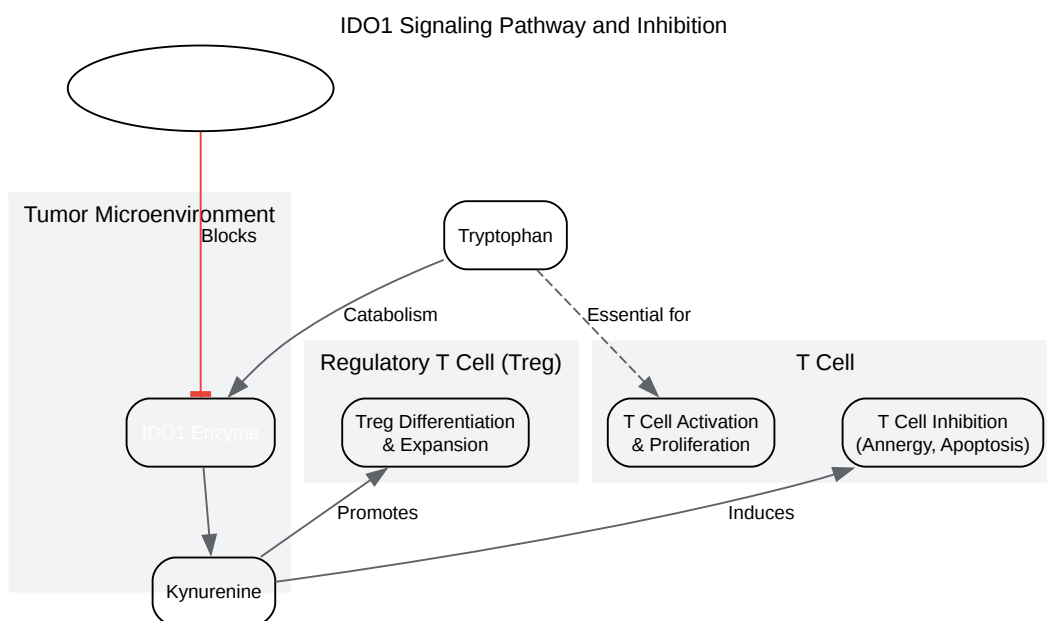 IDO1 Signaling Pathway and Inhibition
Tumor Microenvironment
Blocks
Tryptophan
Catabolism
Essential for
Regulatory T Cell (Treg)
T Cell
IDO1 Enzyme
Treg Differentiation
& Expansion
T Cell Activation
& Proliferation
T Cell Inhibition
(Annergy, Apoptosis)
Promotes
Induces
Kynurenine